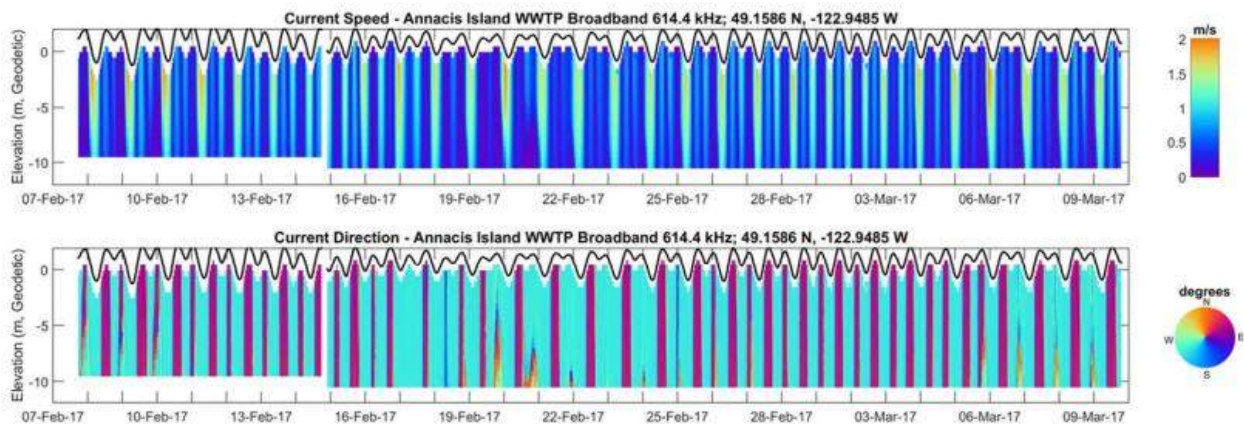 Current Speed - Annacis Island WWTP Broadband 614.4 kHz; 49.1586 N, -122.9485 W
Elevation (m, Geodetic)
0
-5
-10
07-Feb-17 10-Feb-17 13-Feb-17 16-Feb-17 19-Feb-17 22-Feb-17 25-Feb-17 28-Feb-17 03-Mar-17 06-Mar-17 09-Mar-17
m/s
2
1.5
1
0.5
0
Current Direction - Annacis Island WWTP Broadband 614.4 kHz; 49.1586 N, -122.9485 W
Elevation (m, Geodetic)
0
-5
-10
07-Feb-17 10-Feb-17 13-Feb-17 16-Feb-17 19-Feb-17 22-Feb-17 25-Feb-17 28-Feb-17 03-Mar-17 06-Mar-17 09-Mar-17
degrees
N
W E
S